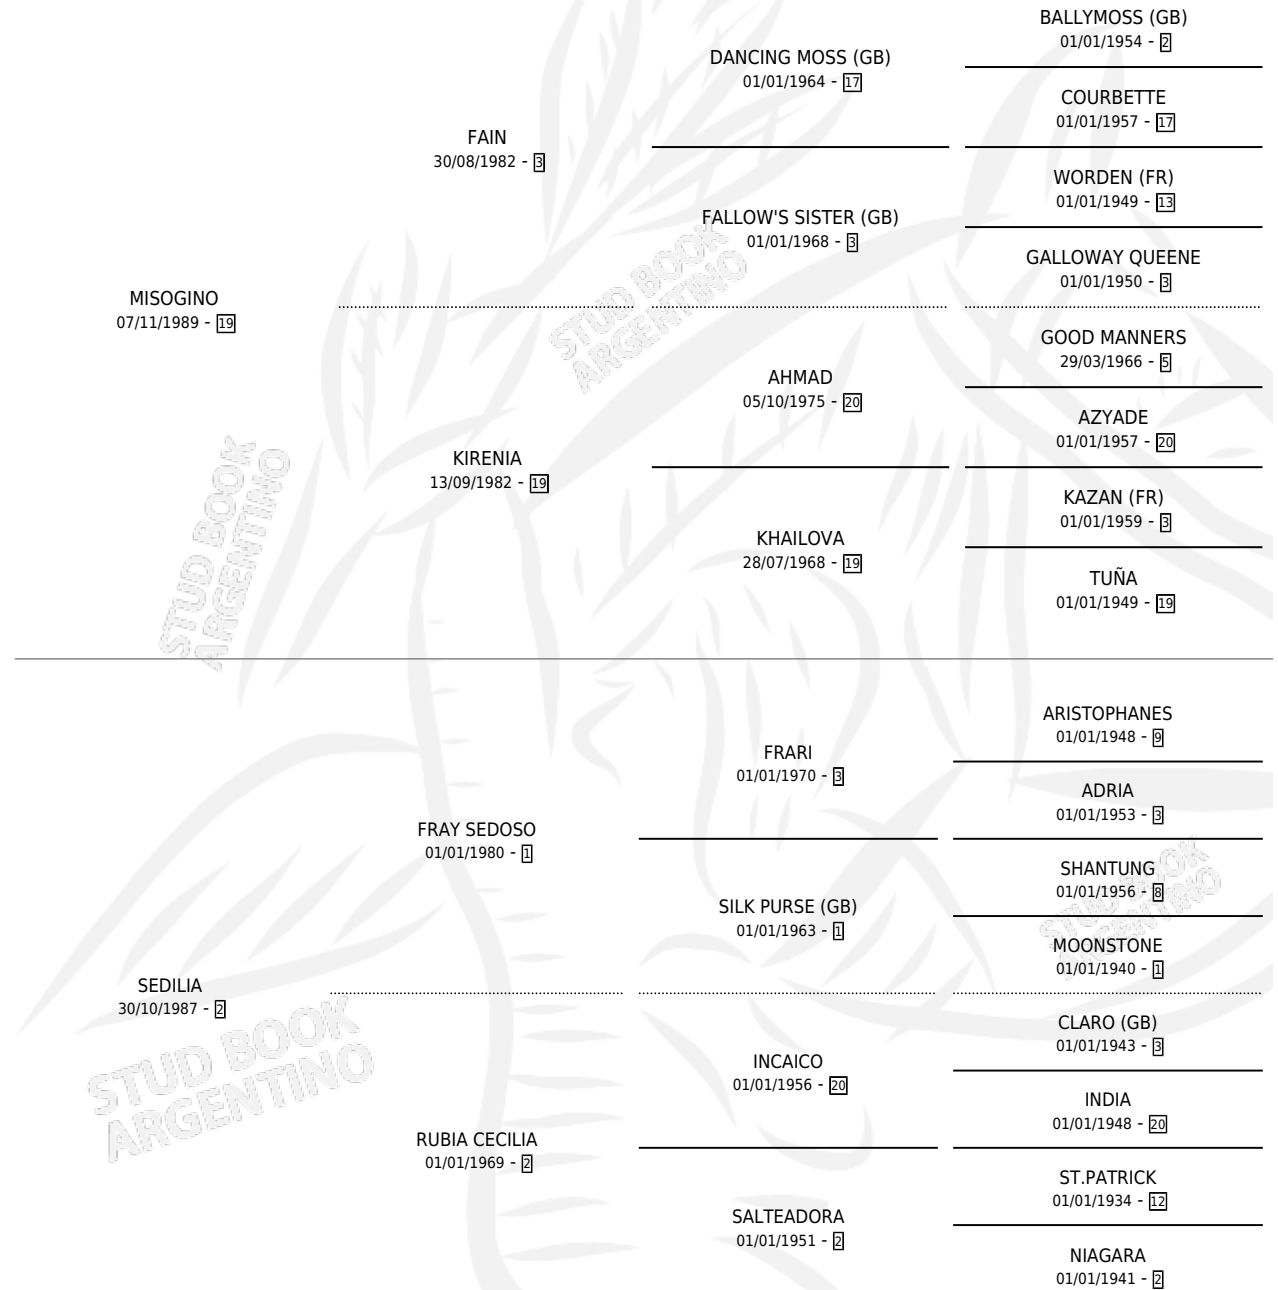 BALLYMOSS (GB)
01/01/1954 - 2
DANCING MOSS (GB)
01/01/1964 - 17
COURBETTE
01/01/1957 - 17
FAIN
30/08/1982 - 3
WORDEN (FR)
01/01/1949 - 13
FALLOW'S SISTER (GB)
01/01/1968 - 3
GALLOWAY QUEENE
01/01/1950 - 3
MISOGINO
07/11/1989 - 19
GOOD MANNERS
29/03/1966 - 5
AHMAD
05/10/1975 - 20
AZYADE
01/01/1957 - 20
KIRENIA
13/09/1982 - 19
KAZAN (FR)
01/01/1959 - 3
KHAILOVA
28/07/1968 - 19
TUÑA
01/01/1949 - 19
STUD BOOK
ARGENTINO
STUD BOOK
ARGENTINO
ARISTOPHANES
01/01/1948 - 9
FRARI
01/01/1970 - 3
ADRIA
01/01/1953 - 3
FRAY SEDOSO
01/01/1980 - 1
SHANTUNG
01/01/1956 - 8
SILK PURSE (GB)
01/01/1963 - 1
MOONSTONE
01/01/1940 - 1
STUD BOOK
ARGENTINO
SEDILIA
30/10/1987 - 2
CLARO (GB)
01/01/1943 - 3
INCAICO
01/01/1956 - 20
INDIA
01/01/1948 - 20
STUD BOOK
ARGENTINO
RUBIA CECILIA
01/01/1969 - 2
ST.PATRICK
01/01/1934 - 12
SALTEADORA
01/01/1951 - 2
NIAGARA
01/01/1941 - 2